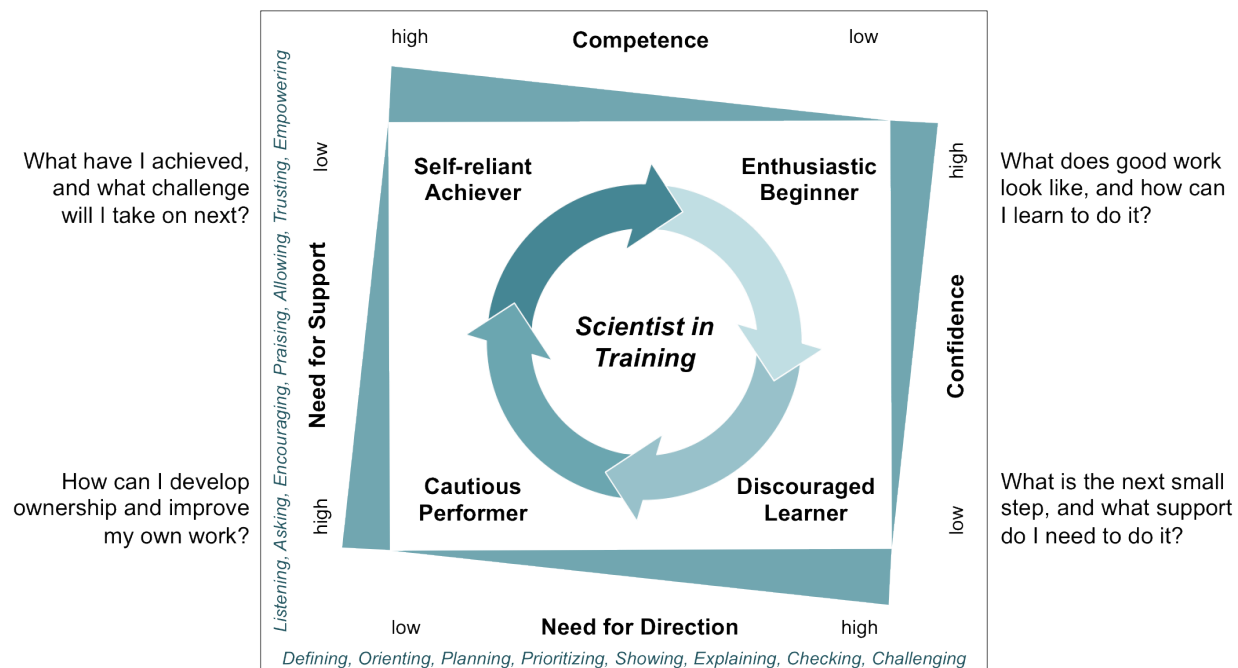 high
Competence
low
What have I achieved,
and what challenge
will I take on next?
low
Self-reliant
Achiever
Enthusiastic
Beginner
high
What does good work
look like, and how can
I learn to do it?
Listening, Asking, Encouraging, Praising, Allowing, Trusting, Empowering
Need for Support
Scientist in
Training
Confidence
How can I develop
ownership and improve
my own work?
high
Cautious
Performer
Discouraged
Learner
low
What is the next small
step, and what support
do I need to do it?
low
Need for Direction
high
Defining, Orienting, Planning, Prioritizing, Showing, Explaining, Checking, Challenging